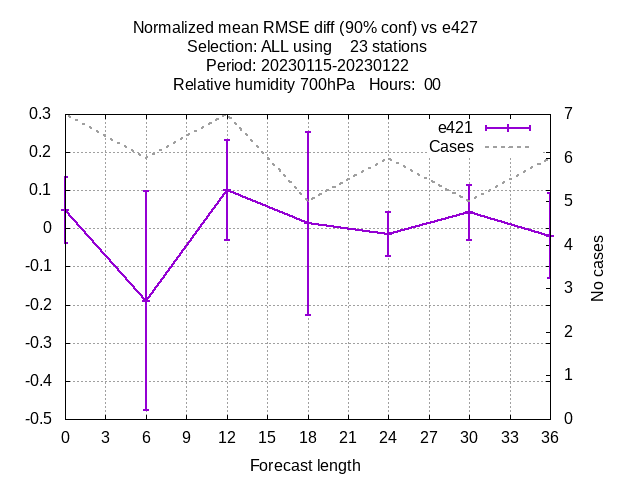 Normalized mean RMSE diff (90% conf) vs e427
Selection: ALL using    23 stations
Period: 20230115-20230122
Relative humidity 700hPa   Hours:  00
0.3
0.2
0.1
0
-0.1
-0.2
-0.3
-0.4
-0.5
e421
Cases
7
6
5
4
3
2
1
0
No cases
0 3 6 9 12 15 18 21 24 27 30 33 36
Forecast length